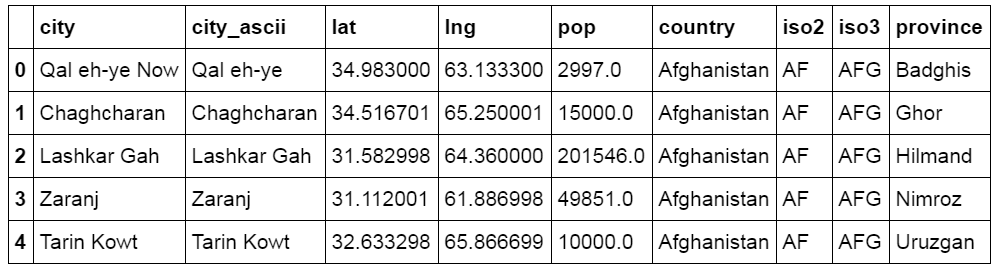 city city_ascii lat lng pop country iso2 iso3 province
0 Qal eh-ye Now Qal eh-ye 34.983000 63.133300 2997.0 Afghanistan AF AFG Badghis
1 Chaghcharan Chaghcharan 34.516701 65.250001 15000.0 Afghanistan AF AFG Ghor
2 Lashkar Gah Lashkar Gah 31.582998 64.360000 201546.0 Afghanistan AF AFG Hilmand
3 Zaranj Zaranj 31.112001 61.886998 49851.0 Afghanistan AF AFG Nimroz
4 Tarin Kowt Tarin Kowt 32.633298 65.866699 10000.0 Afghanistan AF AFG Uruzgan